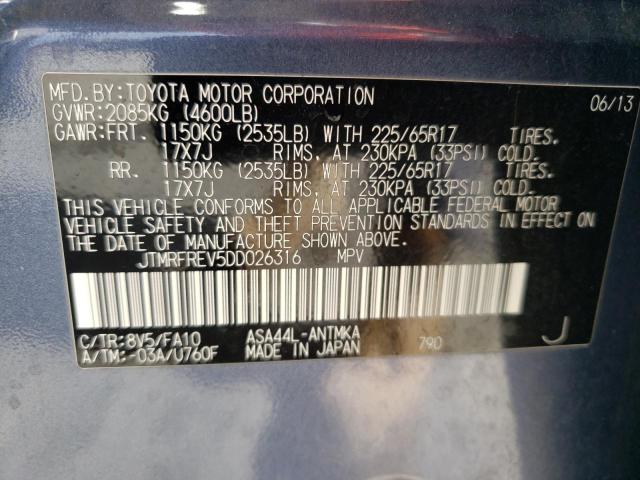 MFD.BY:TOYOTA MOTOR CORPORATION 06/13
GVWR:2085KG (4600LB)
GAWR:FRT. 1150KG (2535LB) WITH 225/65R17 TIRES.
17X7J RIMS, AT 230KPA (33PSI) COLD.
RR. 1150KG (2535LB) WITH 225/65R17 TIRES.
17X7J RIMS, AT 230KPA (33PSI) COLD.
THIS VEHICLE CONFORMS TO ALL APPLICABLE FEDERAL MOTOR
VEHICLE SAFETY AND THEFT PREVENTION STANDARDS IN EFFECT ON
THE DATE OF MANUFACTURE SHOWN ABOVE.
JTMRFREV5DD026316 MPV
C/TR:8V5/FA10 ASA44L-ANTMKA
A/TM:-03A/U760F MADE IN JAPAN 790 J